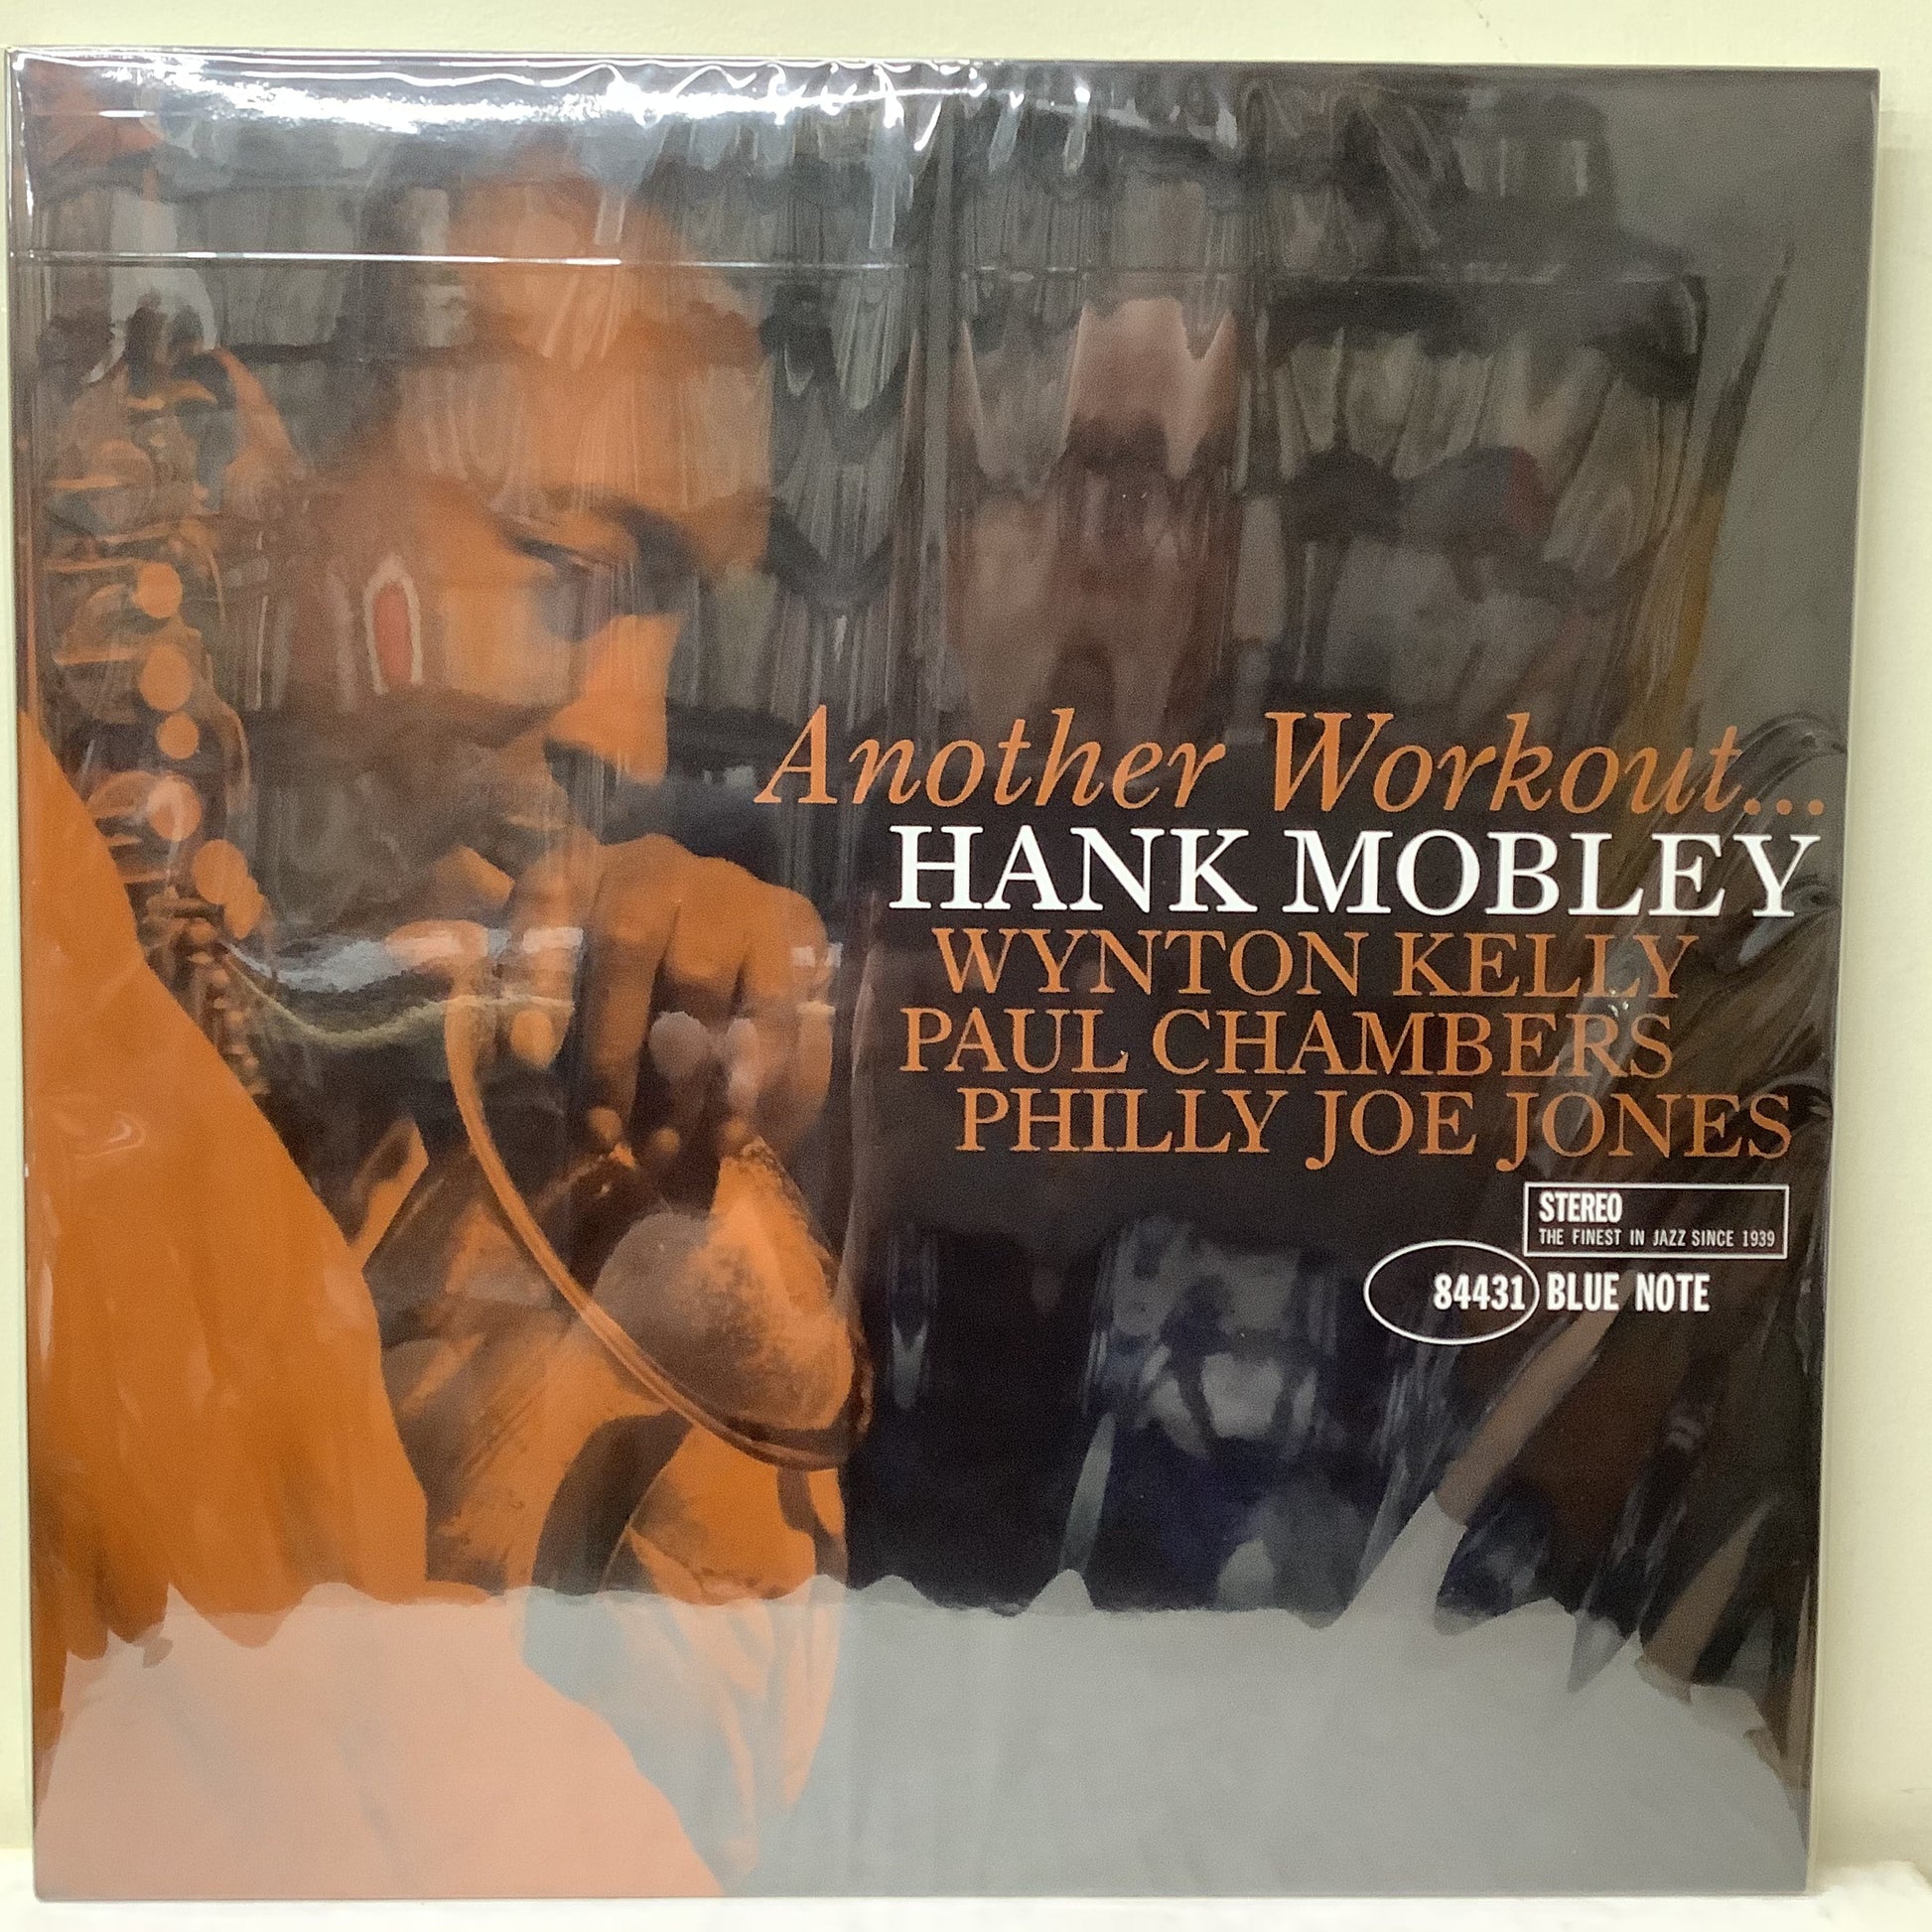 Another Workout...
HANK MOBLEY
WYNTON KELLY
PAUL CHAMBERS
PHILLY JOE JONES
STEREO
THE FINEST IN JAZZ SINCE 1939
84431 BLUE NOTE